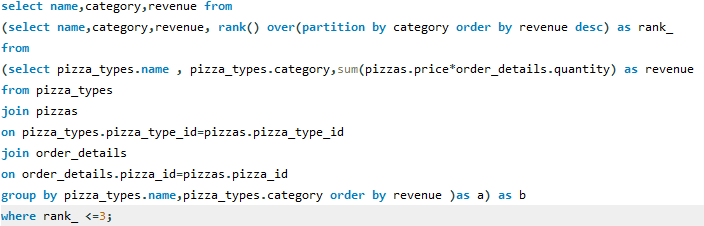 select name,category,revenue from
(select name,category,revenue, rank() over(partition by category order by revenue desc) as rank_
from
(select pizza_types.name , pizza_types.category,sum(pizzas.price*order_details.quantity) as revenue
from pizza_types
join pizzas
on pizza_types.pizza_type_id=pizzas.pizza_type_id
join order_details
on order_details.pizza_id=pizzas.pizza_id
group by pizza_types.name,pizza_types.category order by revenue )as a) as b
where rank_ <=3;